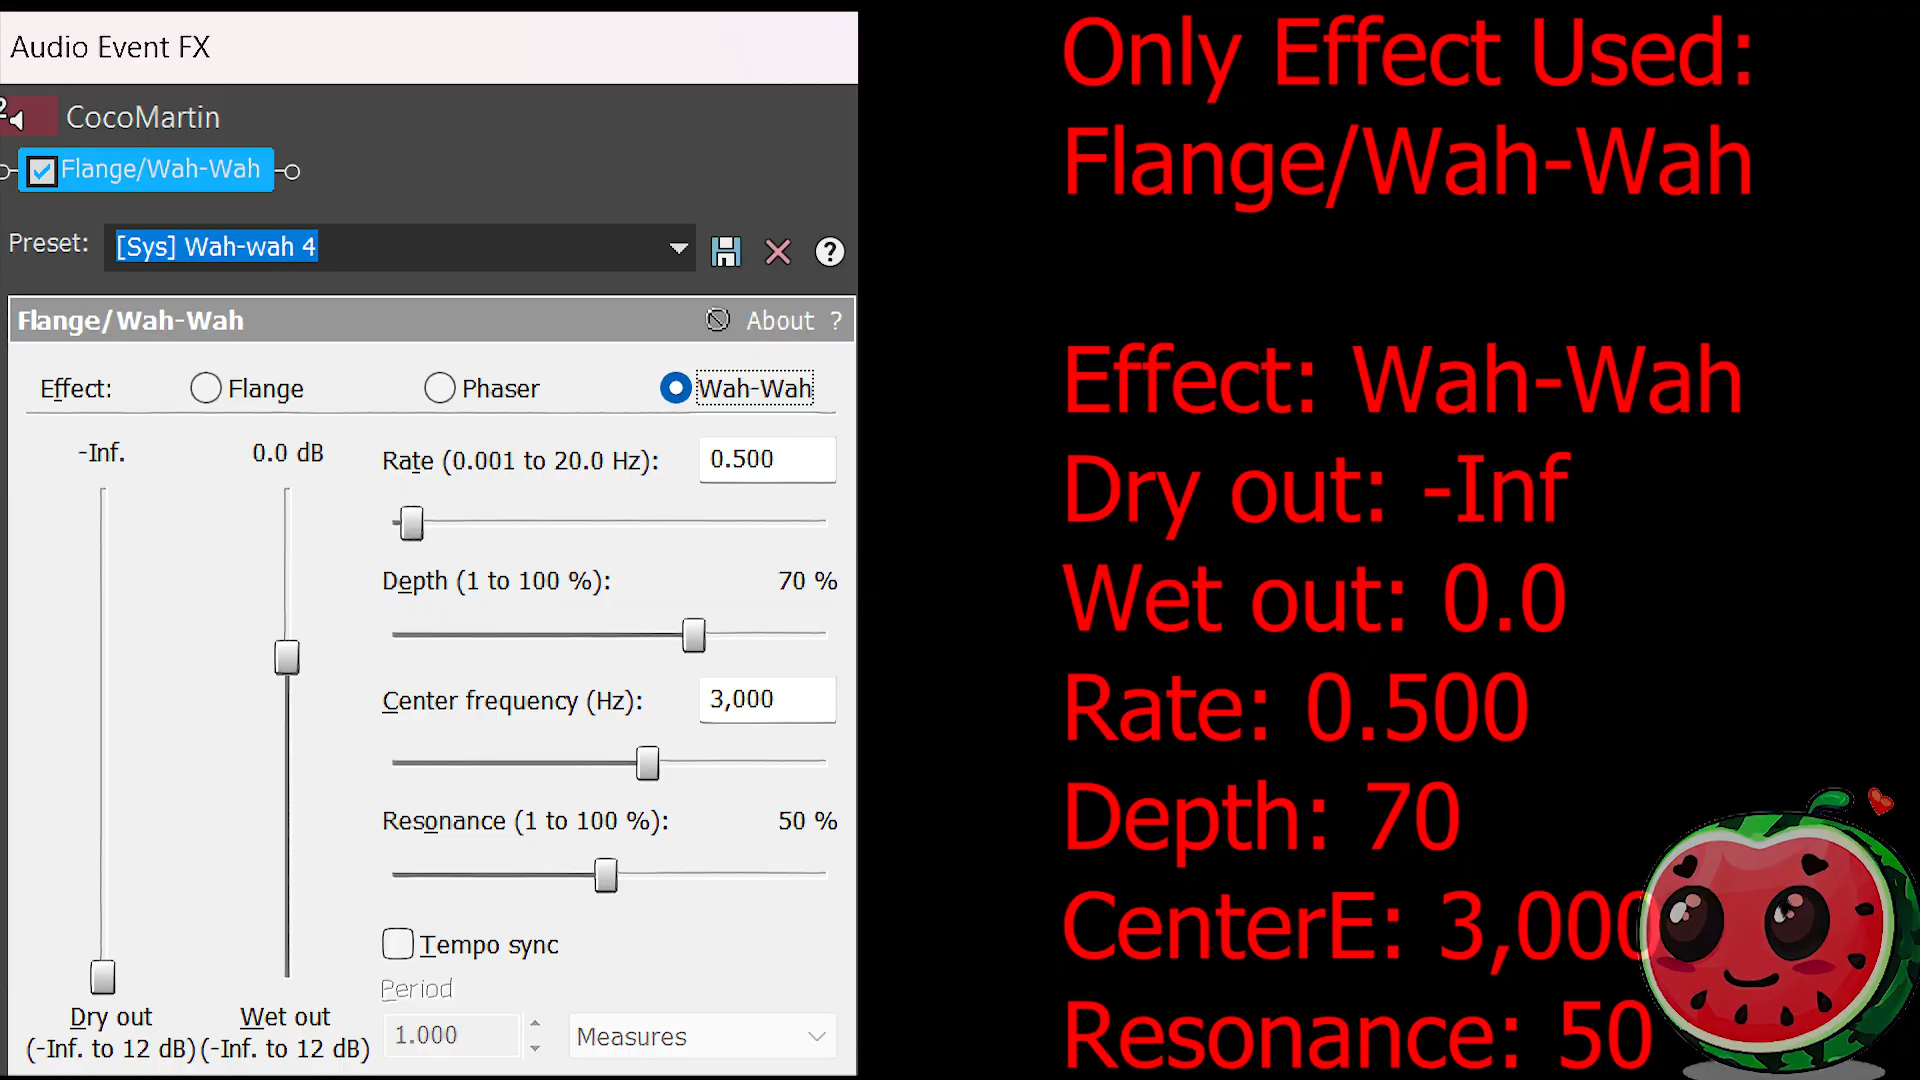 Audio Event FX
CocoMartin
Flange/Wah-Wah
Preset: [Sys] Wah-wah 4
Flange/Wah-Wah About ?
Effect: Flange Phaser Wah-Wah
-Inf. 0.0 dB
Rate (0.001 to 20.0 Hz): 0.500
Depth (1 to 100 %): 70 %
Center frequency (Hz): 3,000
Resonance (1 to 100 %): 50 %
Tempo sync
Period
1.000 Measures
Dry out Wet out
(-Inf. to 12 dB) (-Inf. to 12 dB)
Only Effect Used:
Flange/Wah-Wah
Effect: Wah-Wah
Dry out: -Inf
Wet out: 0.0
Rate: 0.500
Depth: 70
CenterE: 3,000
Resonance: 50